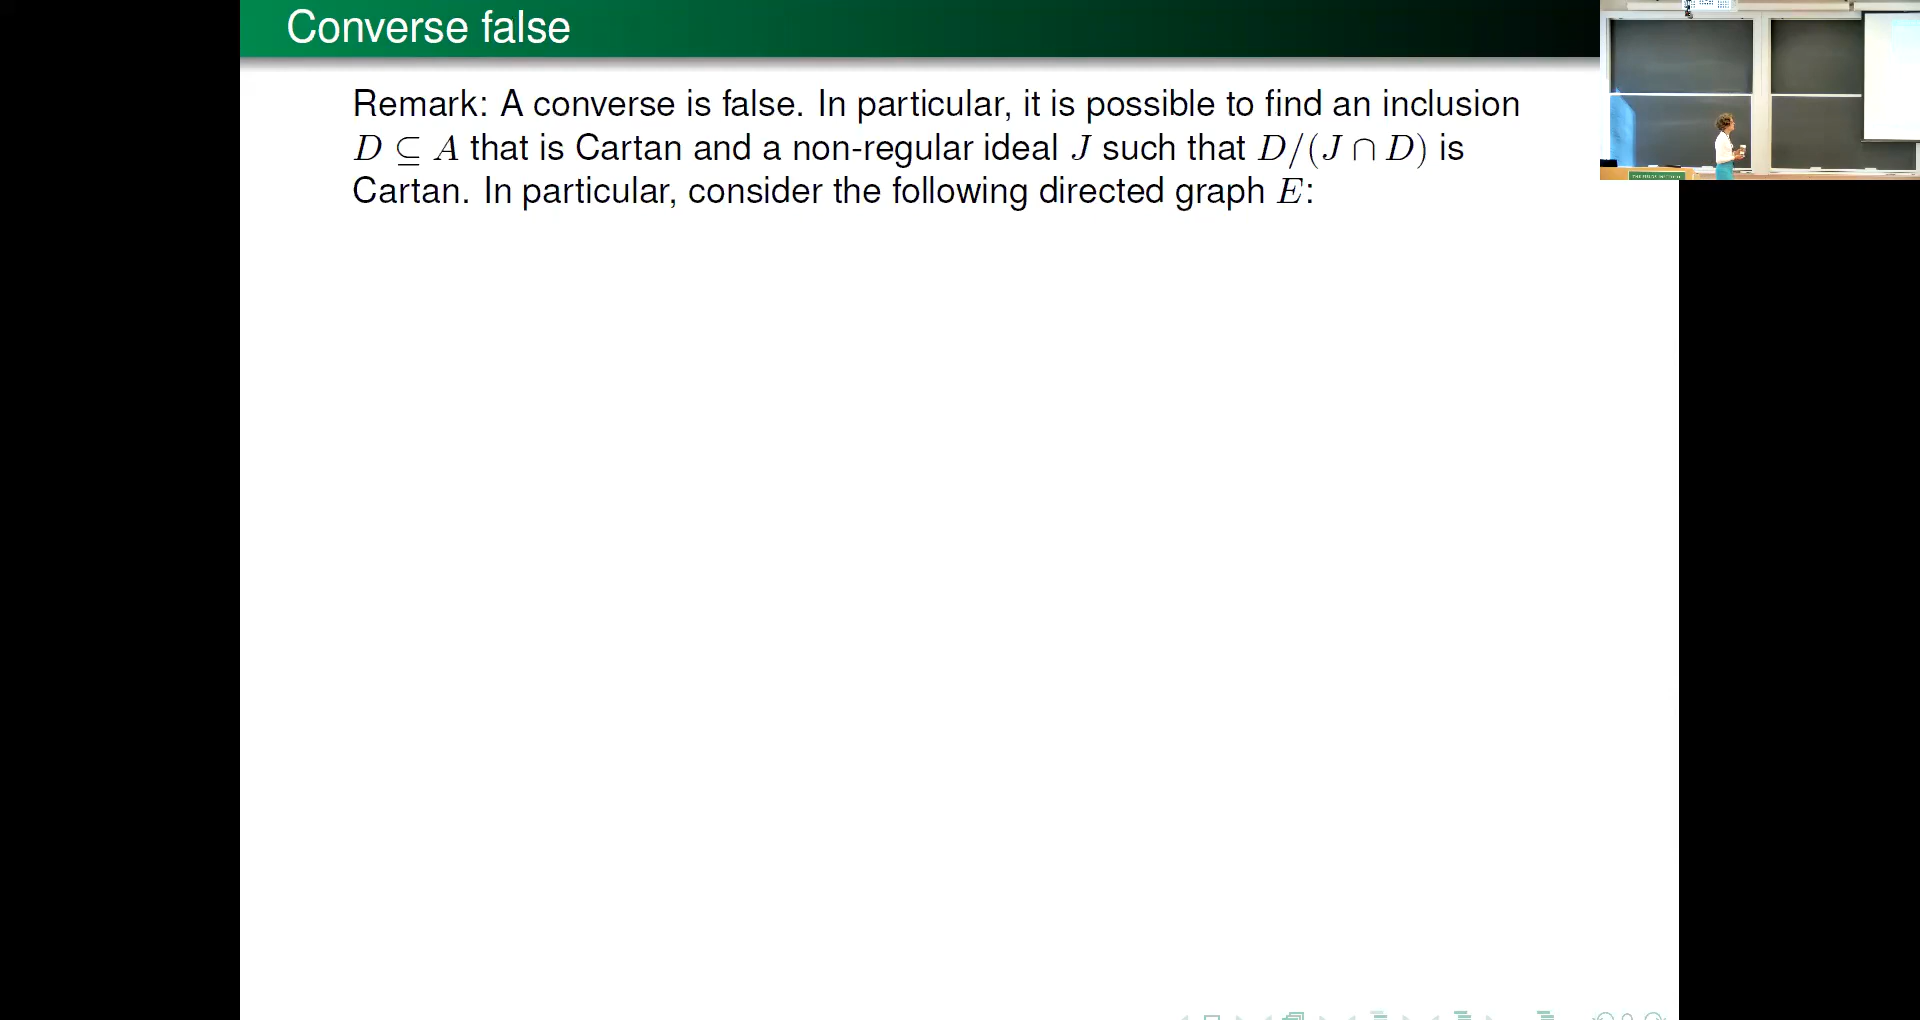 Converse false
Remark: A converse is false. In particular, it is possible to find an inclusion
D ⊆ A that is Cartan and a non-regular ideal J such that D/(J ∩ D) is
Cartan. In particular, consider the following directed graph E: